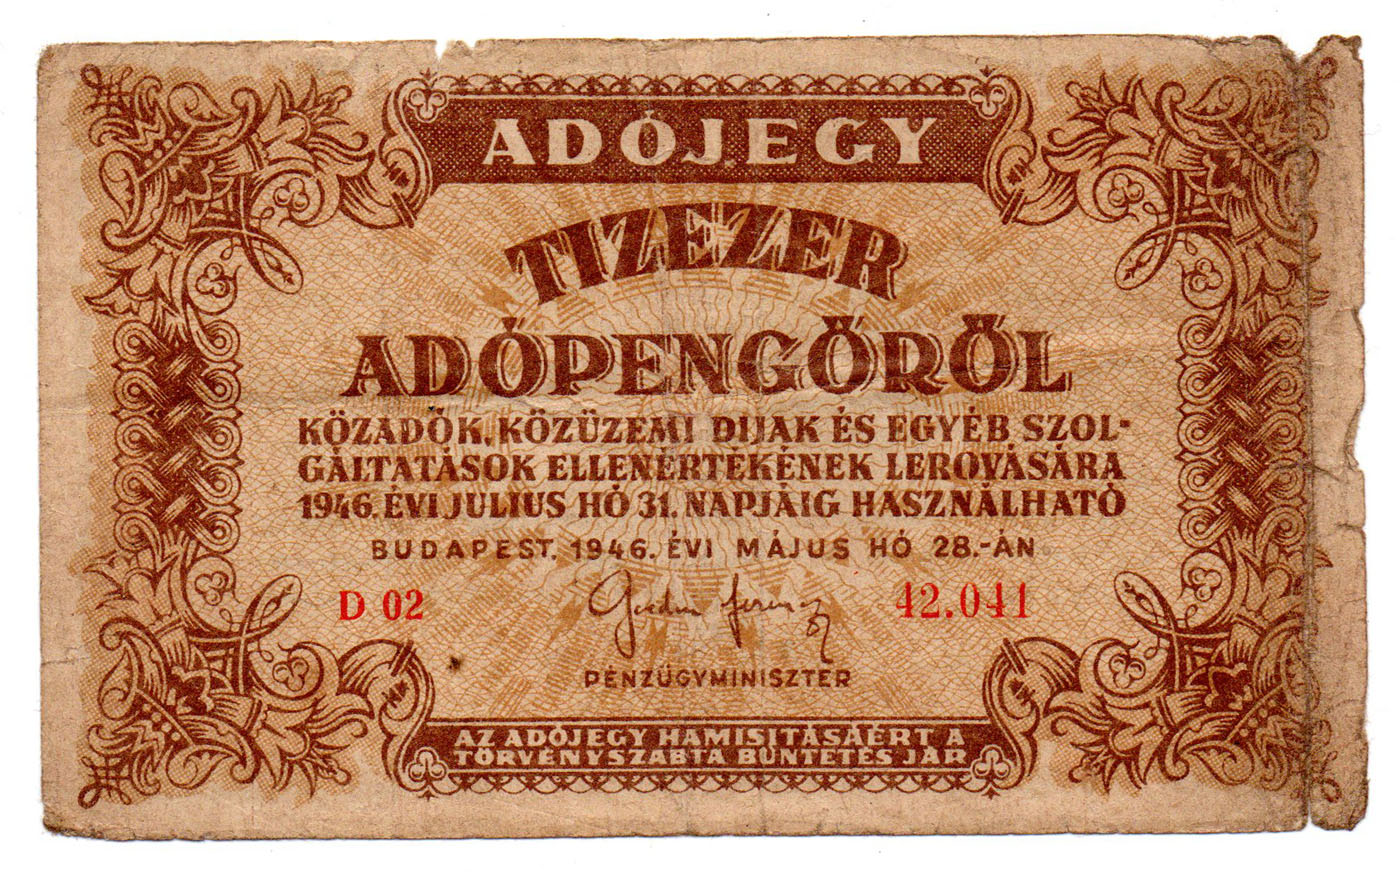 ADÓJEGY
TIZEZER
ADÓPENGŐRŐL
KÖZADÓK, KÖZÜZEMI DIJAK ÉS EGYÉB SZOL-
GÁLTATÁSOK ELLENÉRTÉKÉNEK LEROVÁSÁRA
1946. ÉVI JULIUS HÓ 31. NAPJÁIG HASZNÁLHATÓ
BUDAPEST, 1946. ÉVI MÁJUS HÓ 28.-ÁN
D 02 42.041
PÉNZÜGYMINISZTER
AZ ADÓJEGY HAMISITÁSÁÉRT A
TÖRVÉNYSZABTA BÜNTETÉS JÁR